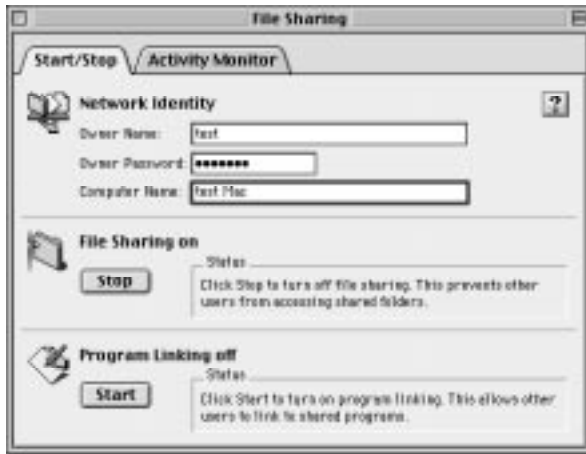 File Sharing
Start/Stop Activity Monitor
Network Identity
?
Owner Name: test
Owner Password: •••••••
Computer Name: test Mac
File Sharing on
Status
Stop
Click Stop to turn off file sharing. This prevents other
users from accessing shared folders.
Program Linking off
Status
Start
Click Start to turn on program linking. This allows other
users to link to shared programs.